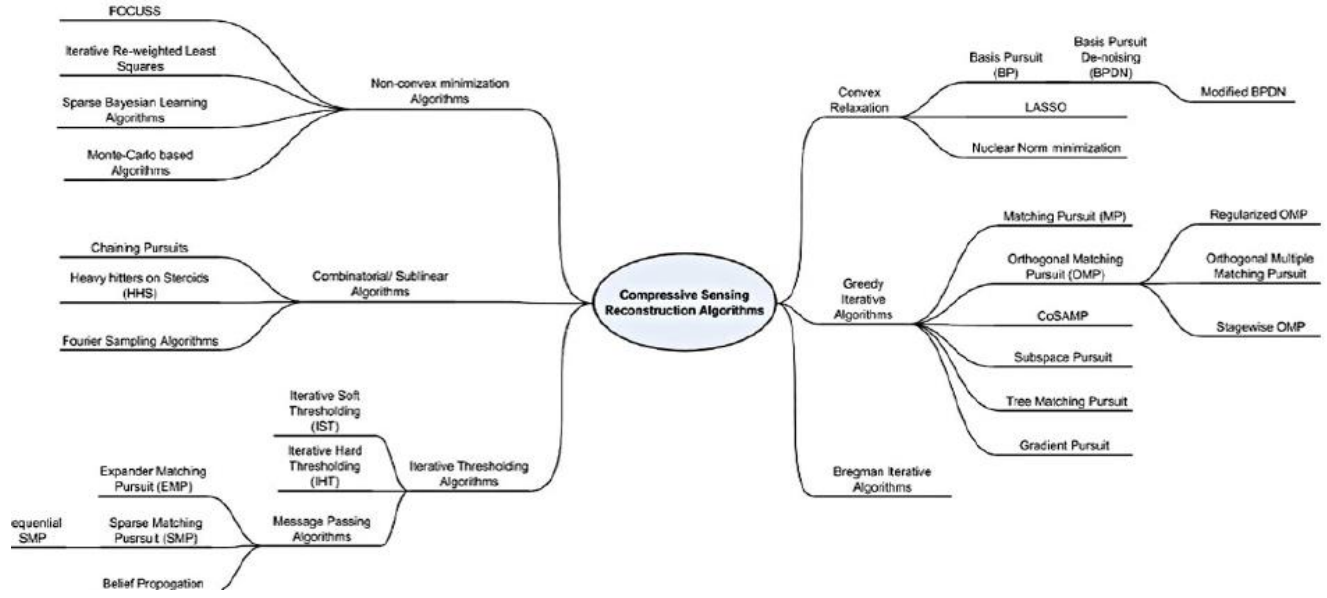 FOCUSS
Iterative Re-weighted Least
Squares
Sparse Bayesian Learning
Algorithms
Monte-Carlo based
Algorithms
Non-convex minimization
Algorithms
Chaining Pursuits
Heavy hitters on Steroids
(HHS)
Fourier Sampling Algorithms
Combinatorial/ Sublinear
Algorithms
Iterative Soft
Thresholding
(IST)
Iterative Hard
Thresholding
(IHT)
Iterative Thresholding
Algorithms
Expander Matching
Pursuit (EMP)
equential
SMP
Sparse Matching
Pusrsuit (SMP)
Belief Propogation
Message Passing
Algorithms
Compressive Sensing
Reconstruction Algorithms
Convex
Relaxation
Basis Pursuit
(BP)
Basis Pursuit
De-noising
(BPDN)
Modified BPDN
LASSO
Nuclear Norm minimization
Greedy
Iterative
Algorithms
Matching Pursuit (MP)
Orthogonal Matching
Pursuit (OMP)
Regularized OMP
Orthogonal Multiple
Matching Pursuit
Stagewise OMP
CoSAMP
Subspace Pursuit
Tree Matching Pursuit
Gradient Pursuit
Bregman Iterative
Algorithms